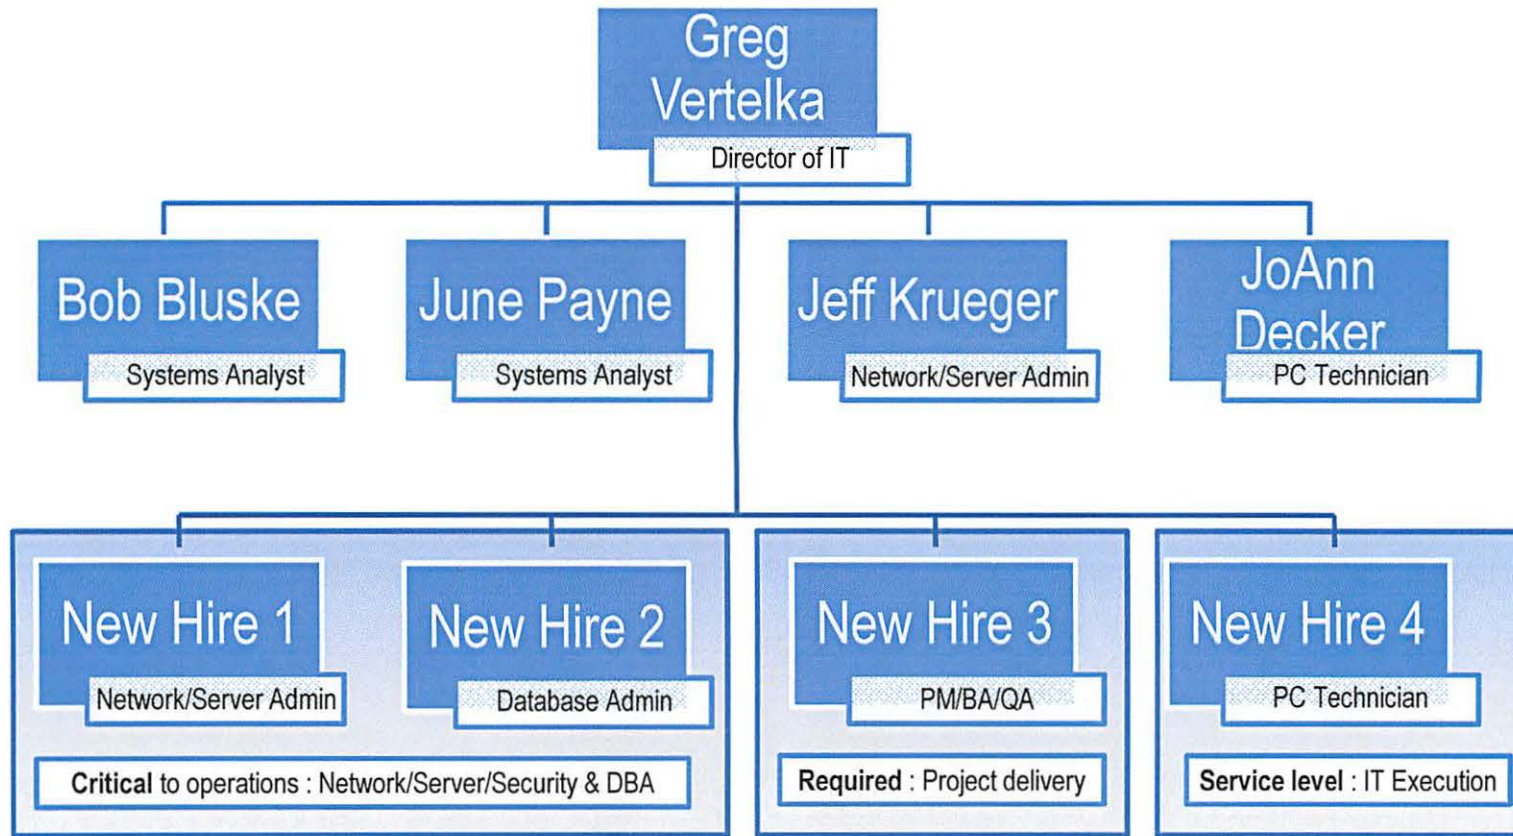 Greg
Vertelka
Director of IT
Bob Bluske
Systems Analyst
June Payne
Systems Analyst
Jeff Krueger
Network/Server Admin
JoAnn
Decker
PC Technician
New Hire 1
Network/Server Admin
New Hire 2
Database Admin
New Hire 3
PM/BA/QA
New Hire 4
PC Technician
Critical to operations : Network/Server/Security & DBA
Required : Project delivery
Service level : IT Execution